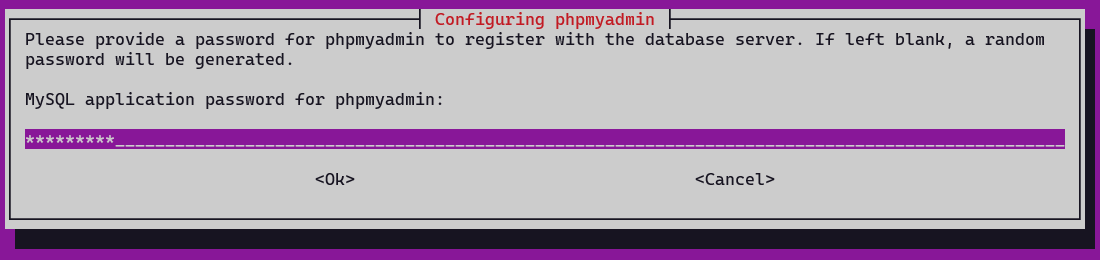 Configuring phpmyadmin
Please provide a password for phpmyadmin to register with the database server. If left blank, a random
password will be generated.
MySQL application password for phpmyadmin:
*********
<Ok> <Cancel>